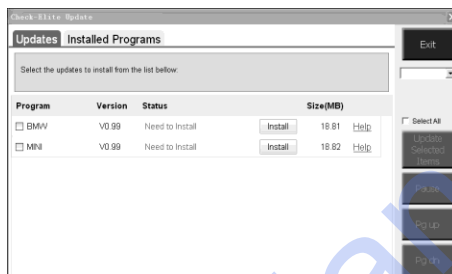 Check-Elite Update
Updates Installed Programs
Exit
Select the updates to install from the list bellow:
Program Version Status Size(MB)
Select All
BMW V0.99 Need to Install Install 18.81 Help
MINI V0.99 Need to Install Install 18.82 Help
Update
Selected
Items
Pause
Pg up
Pg dn